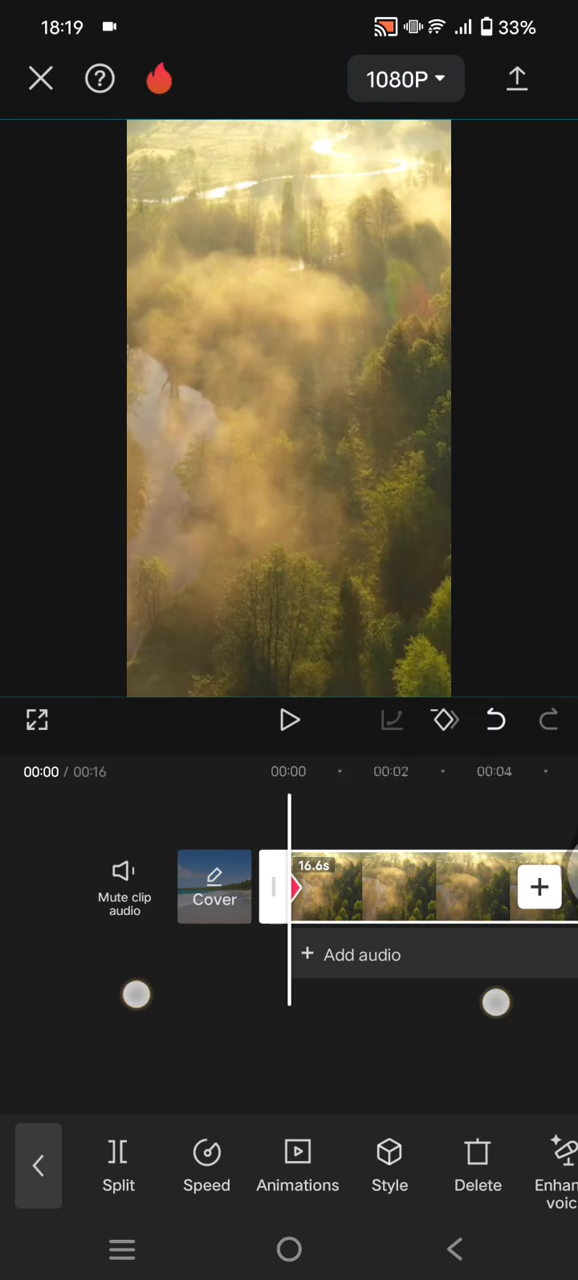 18:19
33%
1080P
00:00 / 00:16
00:00
00:02
00:04
Mute clip
audio
Cover
16.6s
+
+ Add audio
Split
Speed
Animations
Style
Delete
Enhan
voic